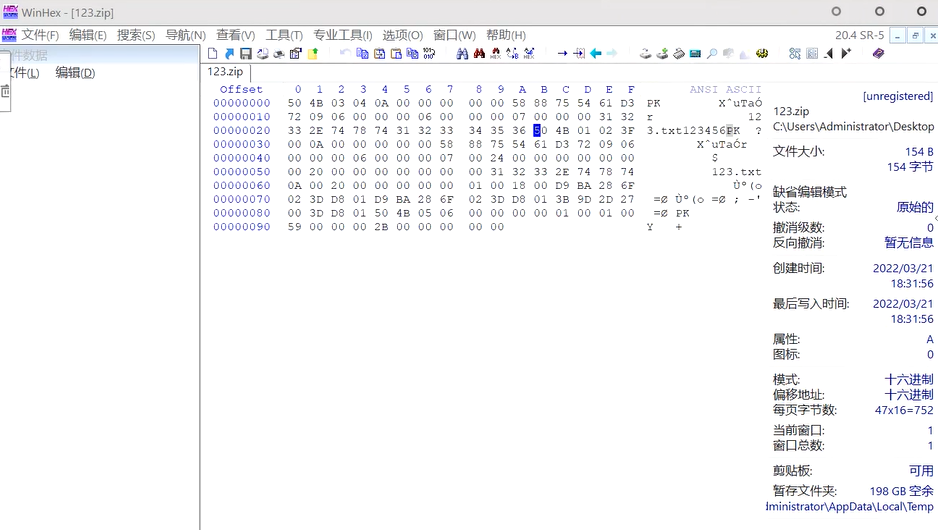 WinHex - [123.zip]
文件(F) 编辑(E) 搜索(S) 导航(N) 查看(V) 工具(T) 专业工具(I) 选项(O) 窗口(W) 帮助(H) 20.4 SR-5
件数据
文件(L) 编辑(D)
123.zip
Offset 0 1 2 3 4 5 6 7 8 9 A B C D E F ANSI ASCII
00000000 50 4B 03 04 0A 00 00 00 00 00 58 88 75 54 61 D3 PK XˆuTaÓ
00000010 72 09 06 00 00 00 06 00 00 00 07 00 00 00 31 32 r 12
00000020 33 2E 74 78 74 31 32 33 34 35 36 50 4B 01 02 3F 3.txt123456PK ?
00000030 00 0A 00 00 00 00 00 58 88 75 54 61 D3 72 09 06 XˆuTaÓr
00000040 00 00 00 06 00 00 00 07 00 24 00 00 00 00 00 00 $
00000050 00 20 00 00 00 00 00 00 00 31 32 33 2E 74 78 74 123.txt
00000060 0A 00 20 00 00 00 00 00 01 00 18 00 D9 BA 28 6F Ùº(o
00000070 02 3D D8 01 D9 BA 28 6F 02 3D D8 01 3B 9D 2D 27 =Ø Ùº(o =Ø ; -'
00000080 00 3D D8 01 50 4B 05 06 00 00 00 00 01 00 01 00 =Ø PK
00000090 59 00 00 00 2B 00 00 00 00 00 Y +
[unregistered]
123.zip
C:\Users\Administrator\Desktop
文件大小: 154 B
154 字节
缺省编辑模式
状态: 原始的
撤消级数: 0
反向撤消: 暂无信息
创建时间: 2022/03/21
18:31:56
最后写入时间: 2022/03/21
18:31:56
属性: A
图标: 0
模式: 十六进制
偏移地址: 十六进制
每页字节数: 47x16=752
当前窗口: 1
窗口总数: 1
剪贴板: 可用
暂存文件夹: 198 GB 空余
dministrator\AppData\Local\Temp